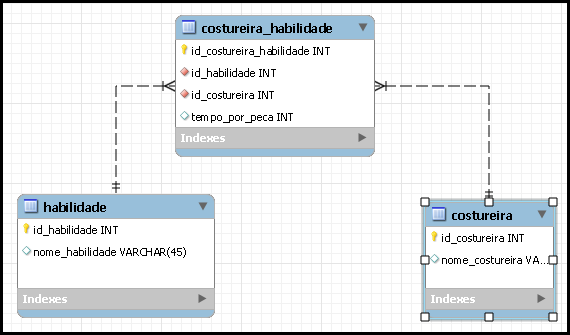 costureira_habilidade
id_costureira_habilidade INT
id_habilidade INT
id_costureira INT
tempo_por_peca INT
Indexes
habilidade
id_habilidade INT
nome_habilidade VARCHAR(45)
Indexes
costureira
id_costureira INT
nome_costureira VA...
Indexes